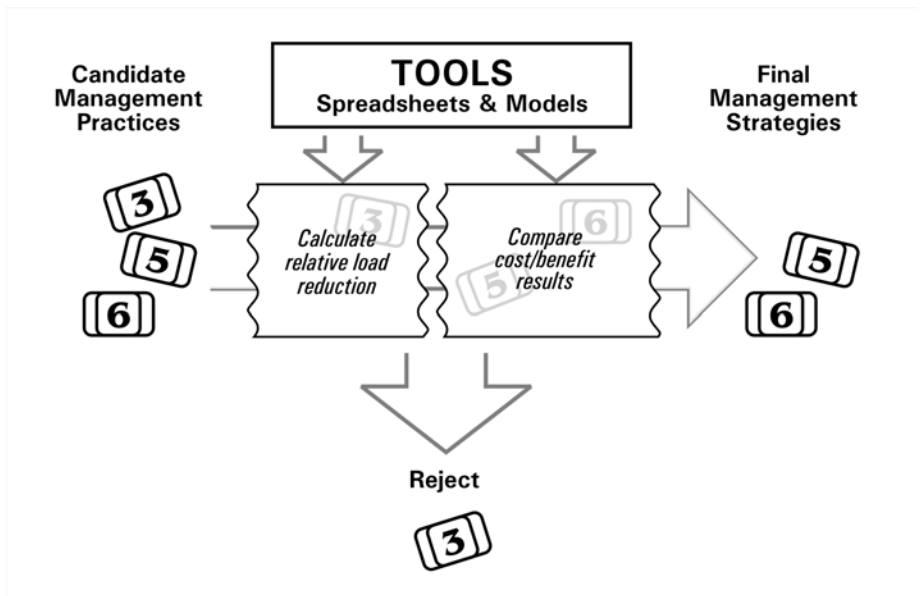 TOOLS
Spreadsheets & Models
Candidate
Management
Practices
Final
Management
Strategies
3
5
6
3
Calculate
relative load
reduction
6
5
Compare
cost/benefit
results
5
6
Reject
3